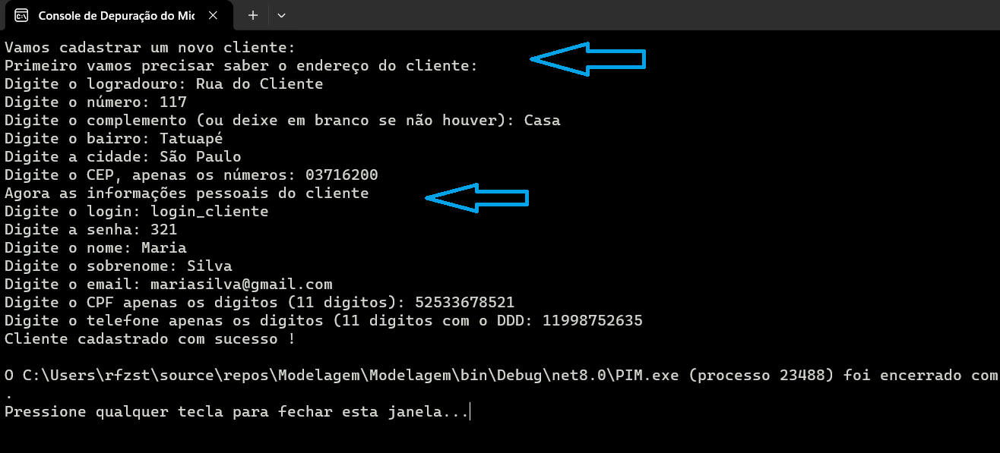 Console de Depuração do Mic
Vamos cadastrar um novo cliente:
Primeiro vamos precisar saber o endereço do cliente:
Digite o logradouro: Rua do Cliente
Digite o número: 117
Digite o complemento (ou deixe em branco se não houver): Casa
Digite o bairro: Tatuapé
Digite a cidade: São Paulo
Digite o CEP, apenas os números: 03716200
Agora as informações pessoais do cliente
Digite o login: login_cliente
Digite a senha: 321
Digite o nome: Maria
Digite o sobrenome: Silva
Digite o email: mariasilva@gmail.com
Digite o CPF apenas os digitos (11 digitos): 52533678521
Digite o telefone apenas os digitos (11 digitos com o DDD: 11998752635
Cliente cadastrado com sucesso !
O C:\Users\rfzst\source\repos\Modelagem\Modelagem\bin\Debug\net8.0\PIM.exe (processo 23488) foi encerrado com
.
Pressione qualquer tecla para fechar esta janela...